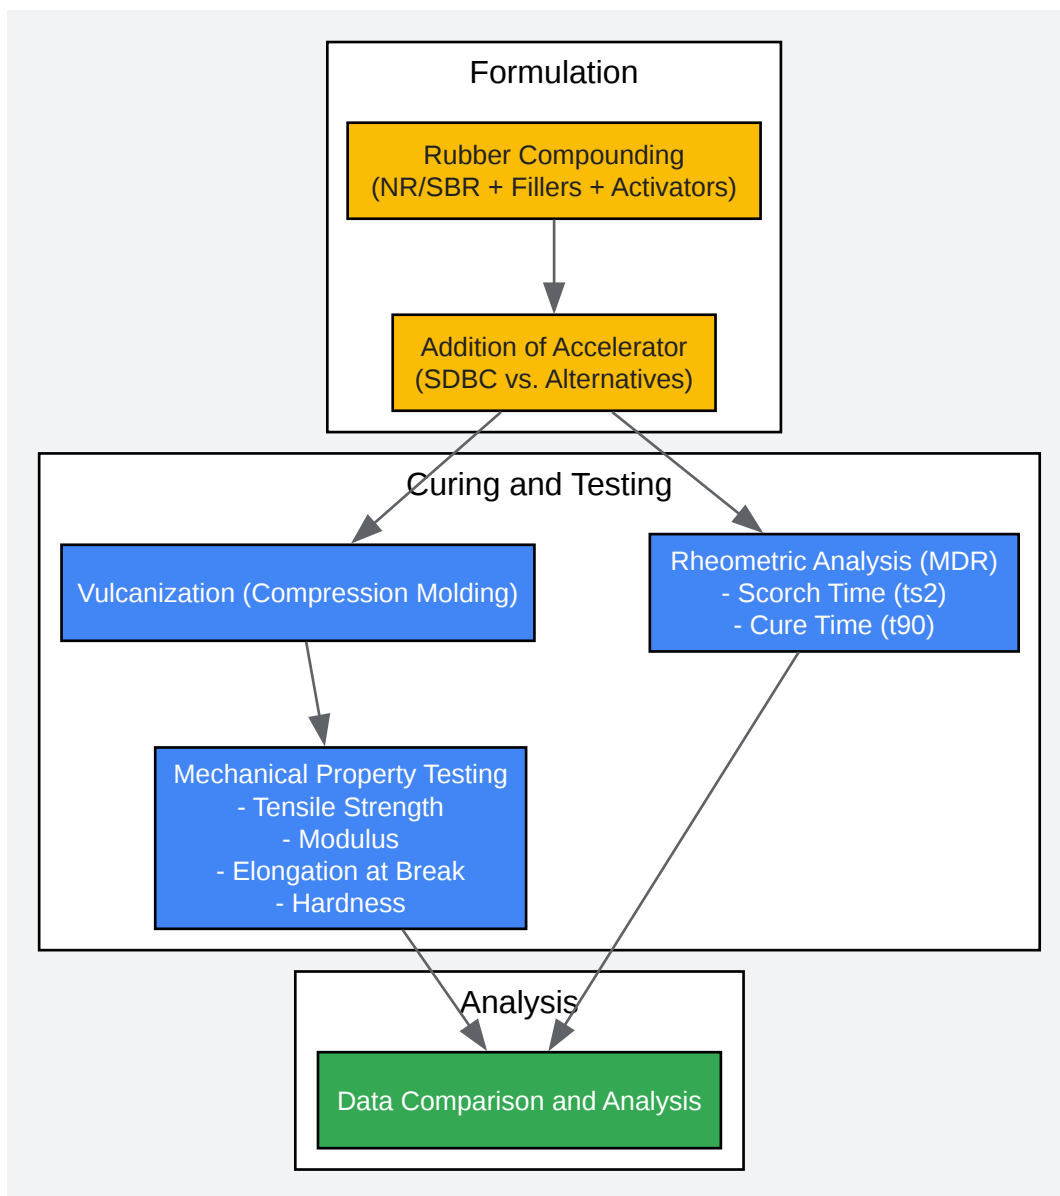 Formulation
Rubber Compounding
(NR/SBR + Fillers + Activators)
Addition of Accelerator
(SDBC vs. Alternatives)
Curing and Testing
Vulcanization (Compression Molding)
Rheometric Analysis (MDR)
- Scorch Time (ts2)
- Cure Time (t90)
Mechanical Property Testing
- Tensile Strength
- Modulus
- Elongation at Break
- Hardness
Analysis
Data Comparison and Analysis